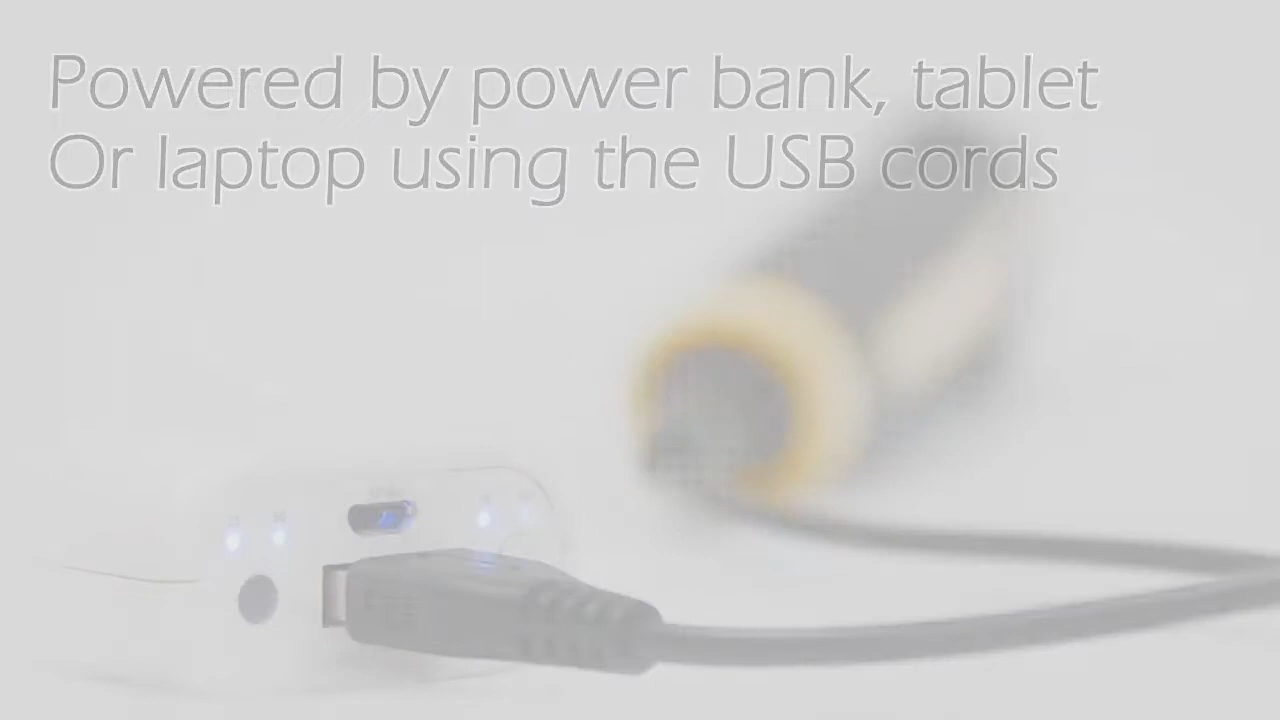 Powered by power bank, tablet
Or laptop using the USB cords